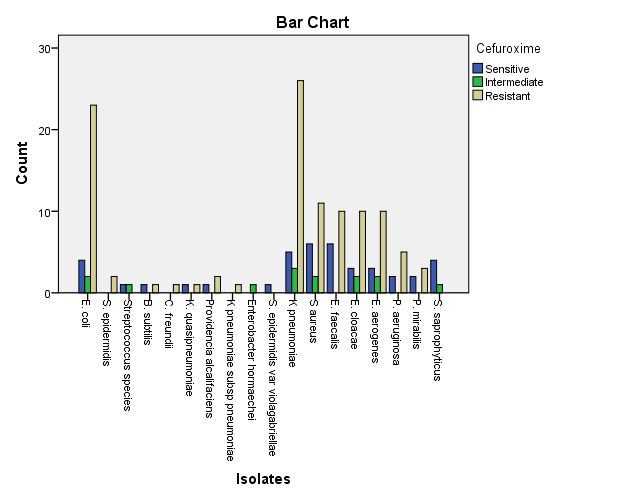 Bar Chart
Cefuroxime
Sensitive
Intermediate
Resistant
Count
30
20
10
0
E. coli
S. epidermidis
Streptococcus species
B. subtilis
C. freundii
K. quasipneumoniae
Providencia alcalifaciens
K pneumoniae subsp pneumoniae
Enterobacter hormaechei
S. epidermidis var violagabriellae
K pneumoniae
S aureus
E. faecalis
E. cloacae
E. aerogenes
P. aeruginosa
P. mirabilis
S. saprophyticus
Isolates